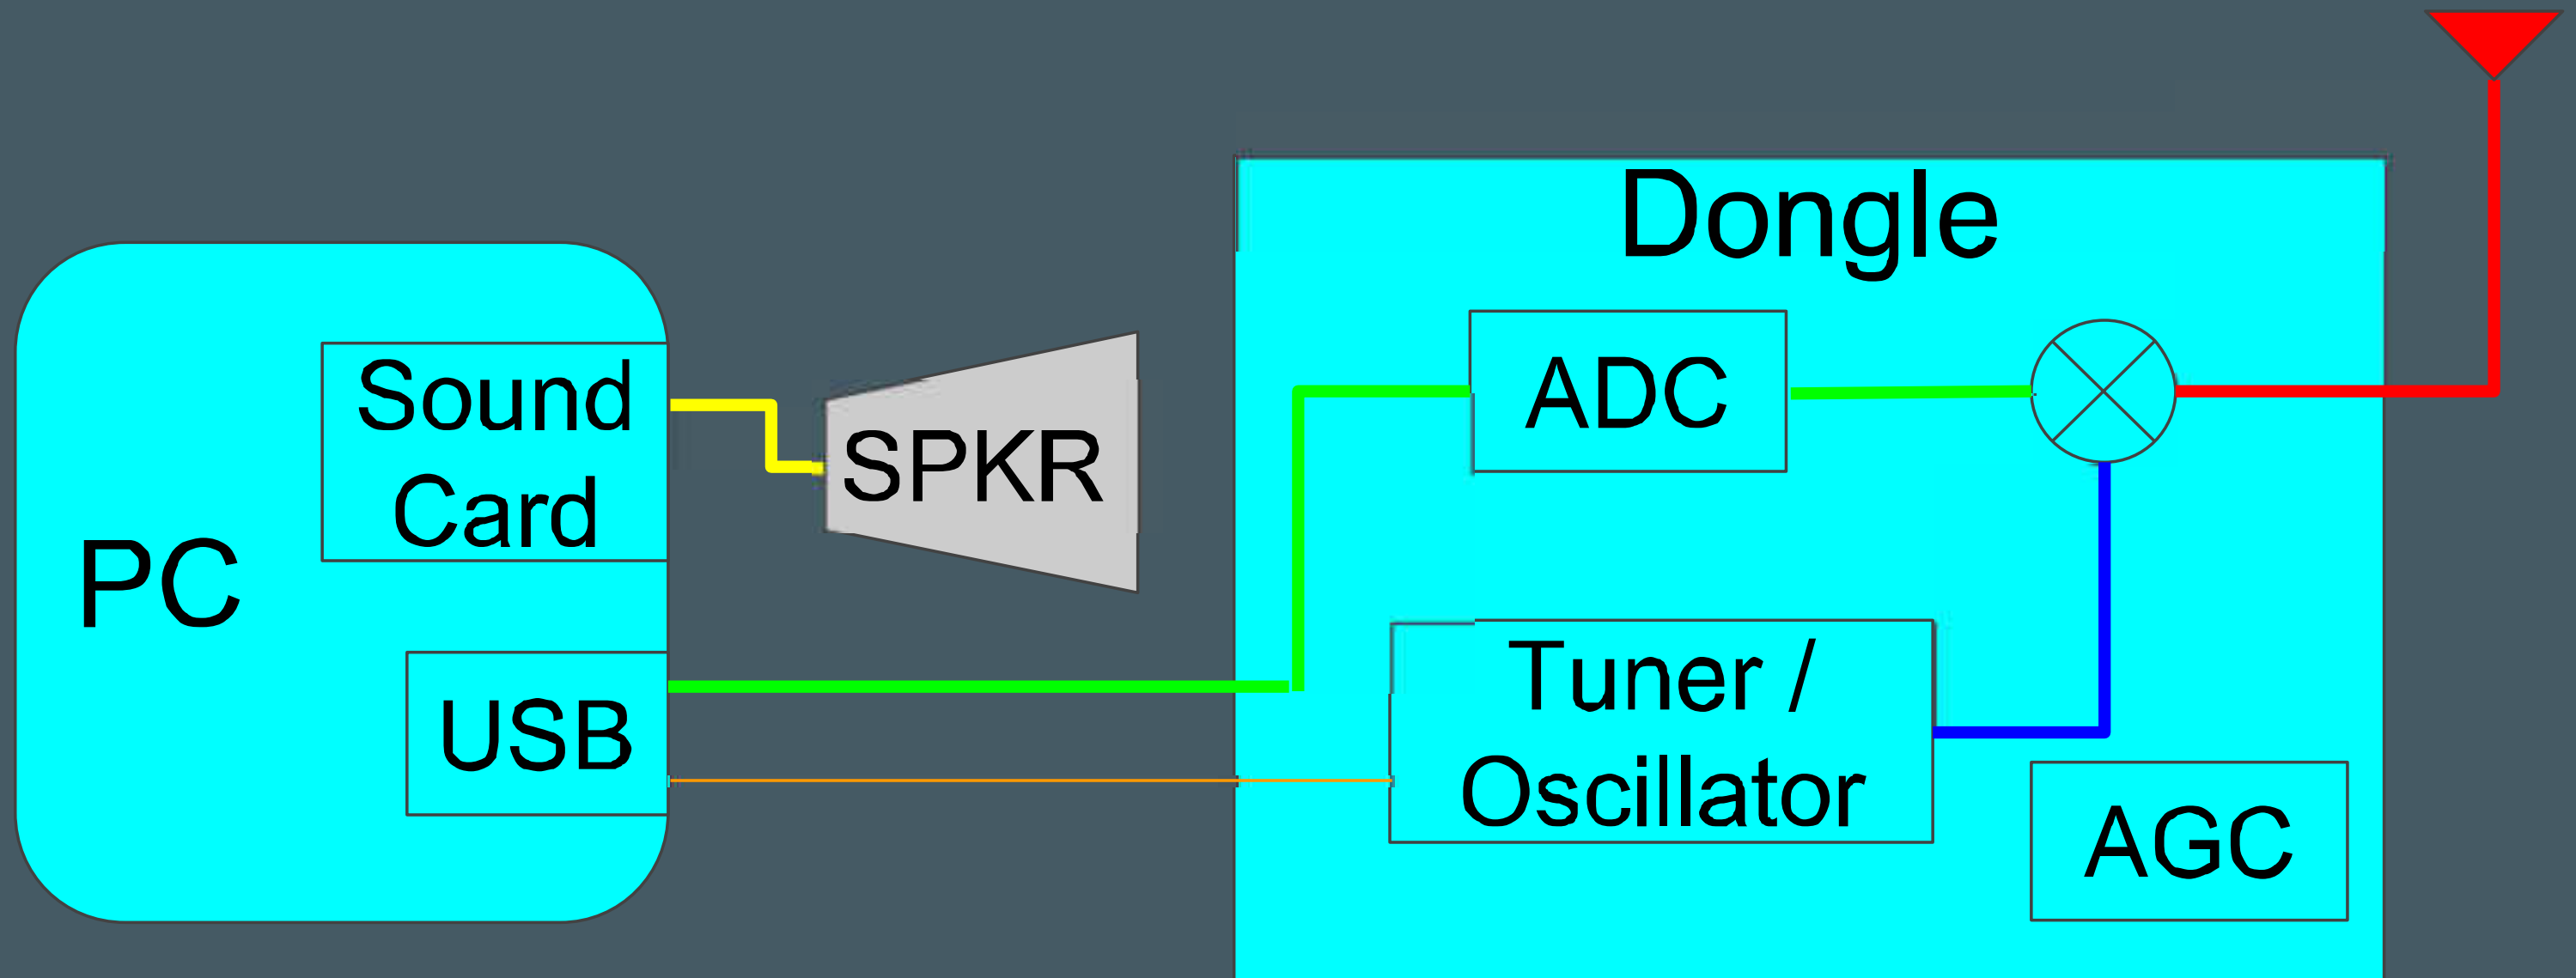 PC
Sound
Card
USB
SPKR
Dongle
ADC
Tuner /
Oscillator
AGC